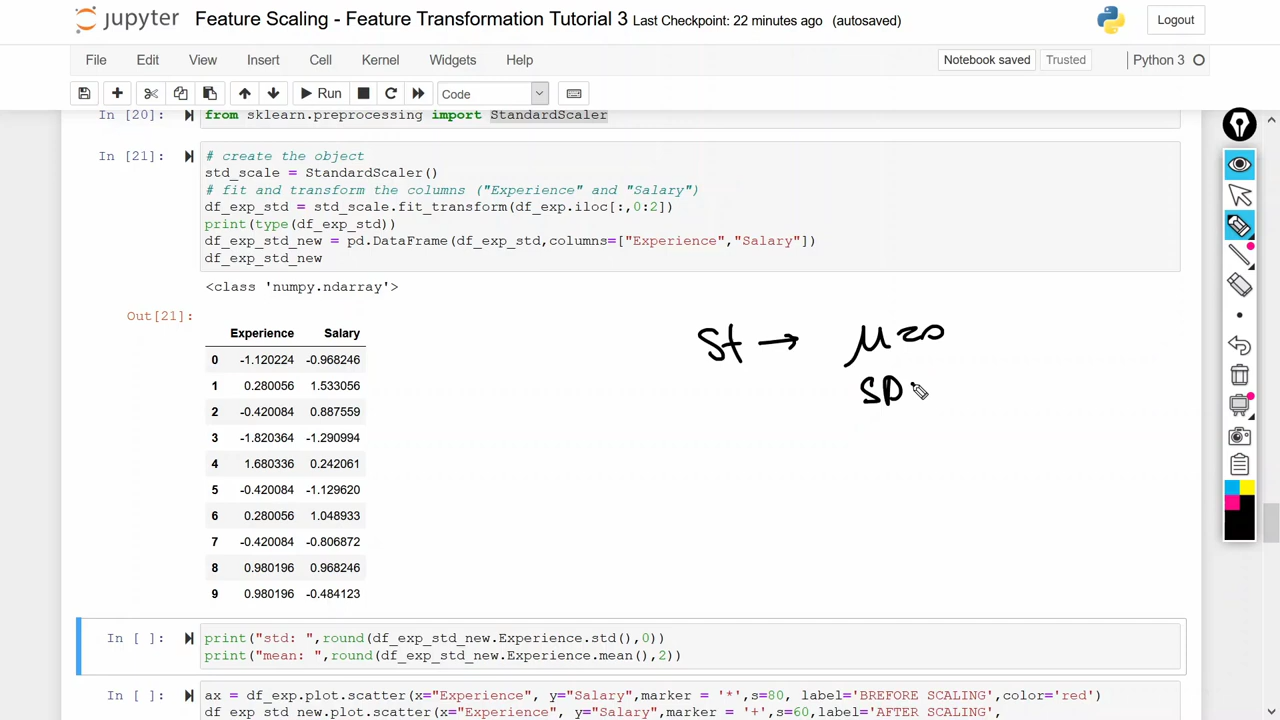 jupyter Feature Scaling - Feature Transformation Tutorial 3 Last Checkpoint: 22 minutes ago (autosaved) Logout
File Edit View Insert Cell Kernel Widgets Help Notebook saved Trusted Python 3
Run Code
In [20]: from sklearn.preprocessing import StandardScaler
In [21]: # create the object
std_scale = StandardScaler()
# fit and transform the columns ("Experience" and "Salary")
df_exp_std = std_scale.fit_transform(df_exp.iloc[:,0:2])
print(type(df_exp_std))
df_exp_std_new = pd.DataFrame(df_exp_std,columns=["Experience","Salary"])
df_exp_std_new
<class 'numpy.ndarray'>
Out[21]:
Experience Salary
0 -1.120224 -0.968246
1 0.280056 1.533056
2 -0.420084 0.887559
3 -1.820364 -1.290994
4 1.680336 0.242061
5 -0.420084 -1.129620
6 0.280056 1.048933
7 -0.420084 -0.806872
8 0.980196 0.968246
9 0.980196 -0.484123
St → μ=0
SD
In [ ]: print("std: ",round(df_exp_std_new.Experience.std(),0))
print("mean: ",round(df_exp_std_new.Experience.mean(),2))
In [ ]: ax = df_exp.plot.scatter(x="Experience", y="Salary",marker = '*',s=80, label='BREFORE SCALING',color='red')
df_exp_std_new.plot.scatter(x="Experience", y="Salary",marker = '+',s=60,label='AFTER SCALING',